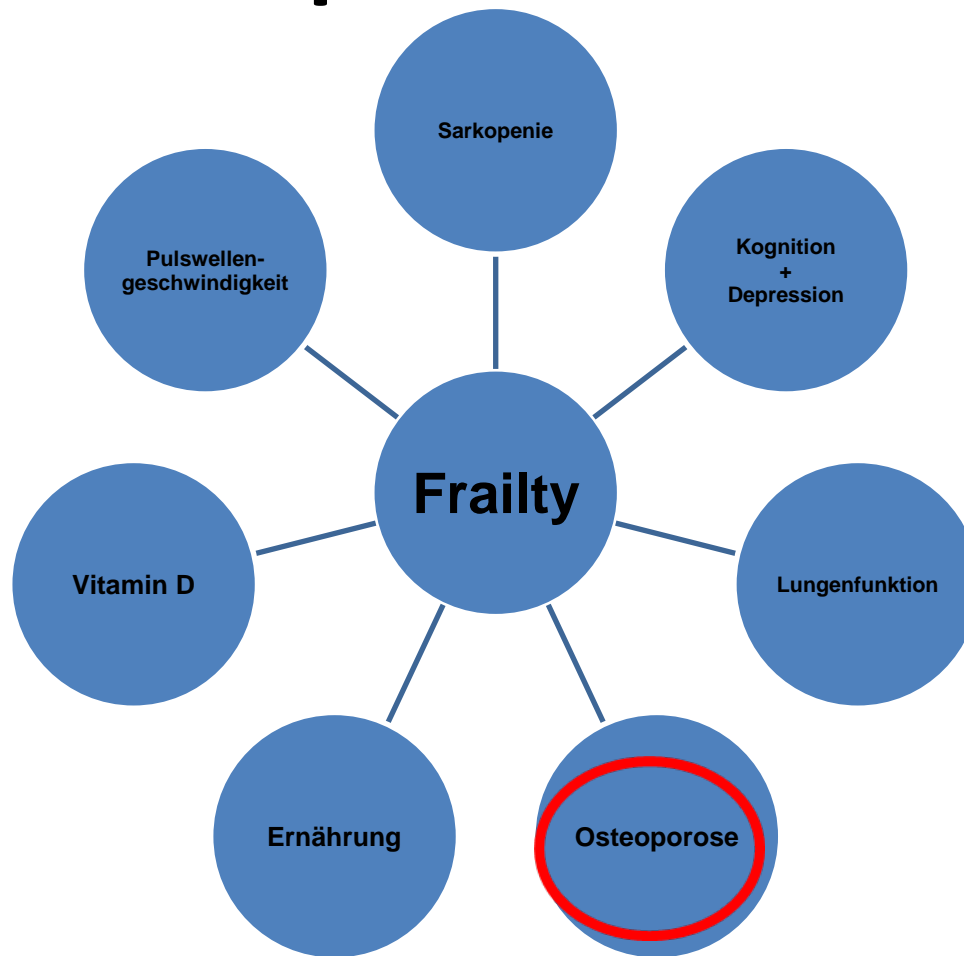 Sarkopenie
Pulswellen-
geschwindigkeit
Kognition
+
Depression
Frailty
Vitamin D
Lungenfunktion
Ernährung
Osteoporose